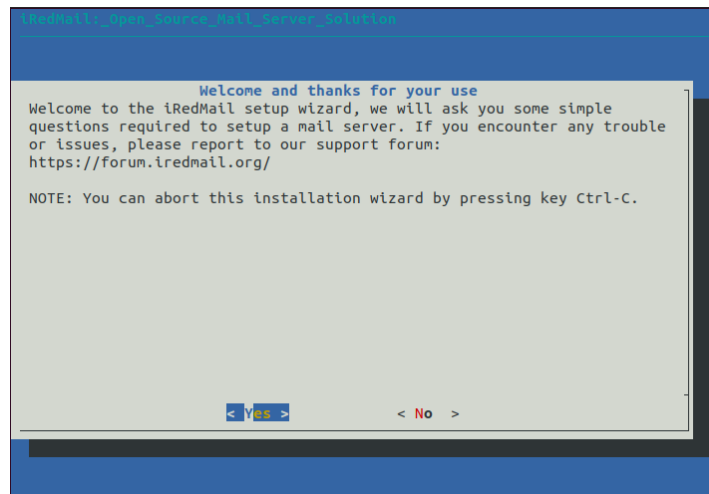 iRedMail:_Open_Source_Mail_Server_Solution
Welcome and thanks for your use
Welcome to the iRedMail setup wizard, we will ask you some simple
questions required to setup a mail server. If you encounter any trouble
or issues, please report to our support forum:
https://forum.iredmail.org/
NOTE: You can abort this installation wizard by pressing key Ctrl-C.
< Yes > < No >